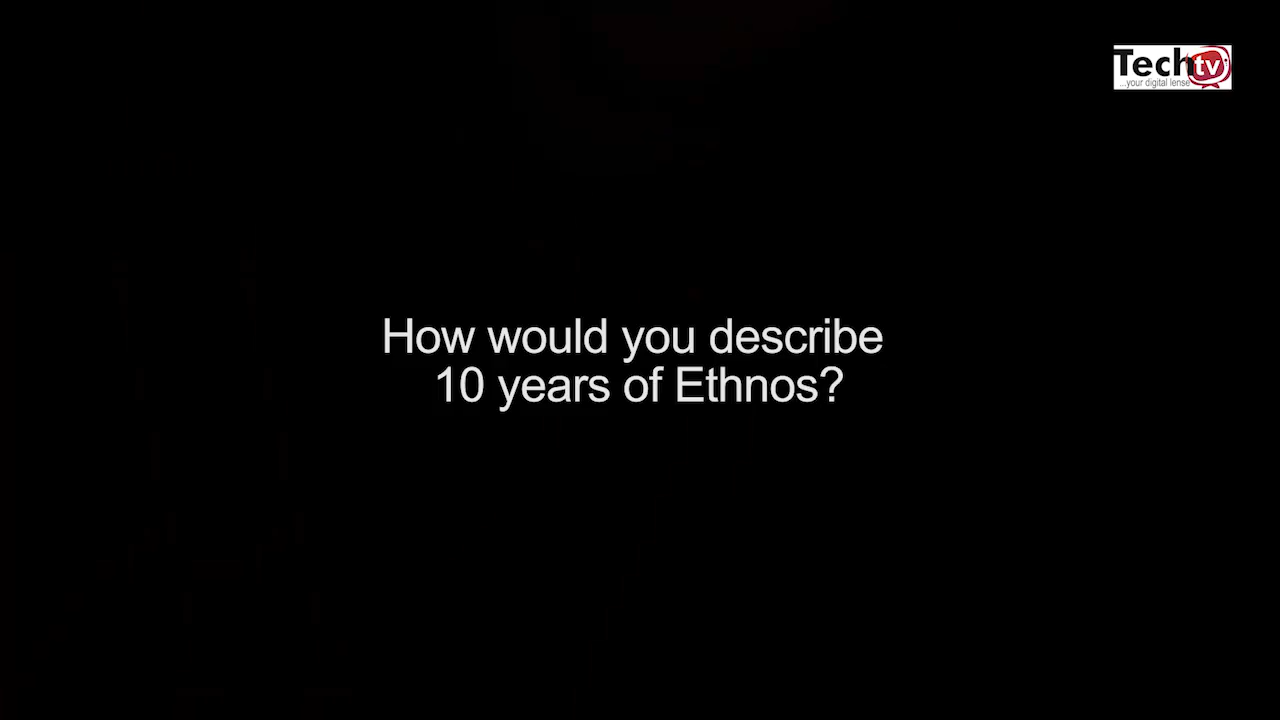 Tech tv
...your digital lense
How would you describe
10 years of Ethnos?